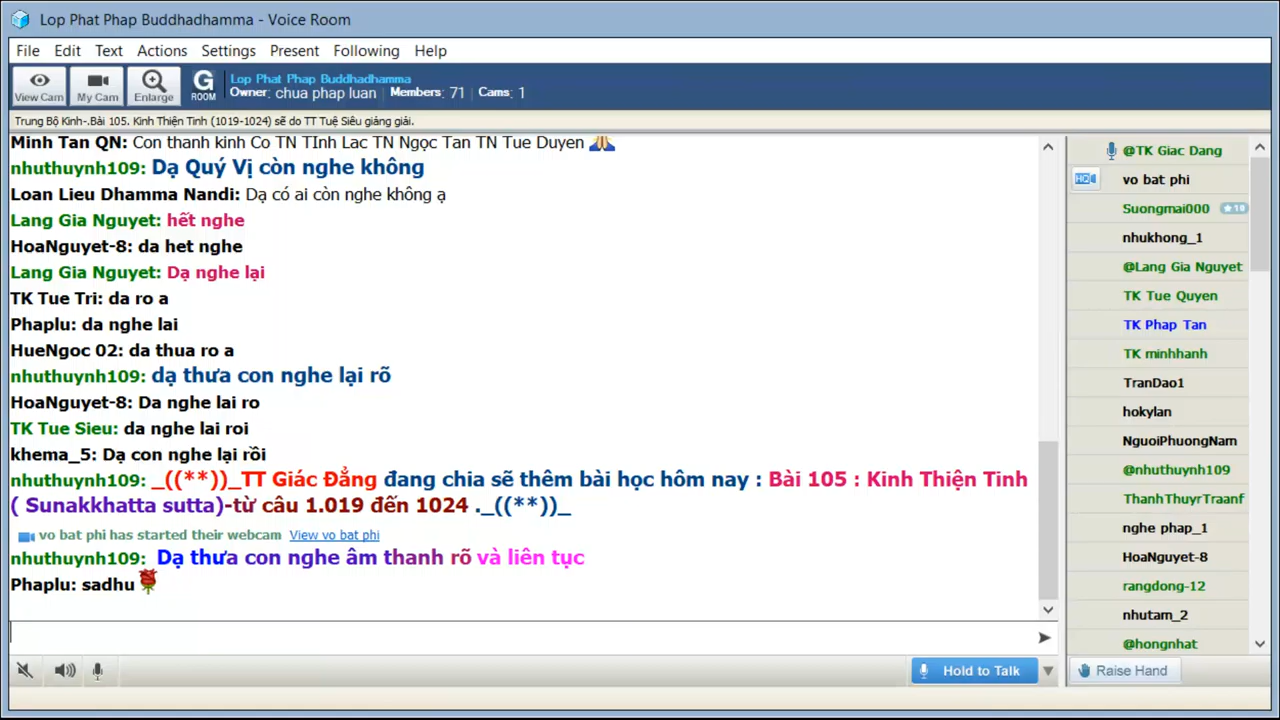 Lop Phat Phap Buddhadhamma - Voice Room
File Edit Text Actions Settings Present Following Help
View Cam My Cam Enlarge G ROOM
Lop Phat Phap Buddhadhamma
Owner: chua phap luan Members: 71 Cams: 1
Trung Bộ Kinh-.Bài 105. Kinh Thiện Tinh (1019-1024) sẽ do TT Tuệ Siêu giảng giải.
Minh Tan QN: Con thanh kinh Co TN TInh Lac TN Ngọc Tan TN Tue Duyen
nhuthuynh109: Dạ Quý Vị còn nghe không
Loan Lieu Dhamma Nandi: Dạ có ai còn nghe không ạ
Lang Gia Nguyet: hết nghe
HoaNguyet-8: da het nghe
Lang Gia Nguyet: Dạ nghe lại
TK Tue Tri: da ro a
Phaplu: da nghe lai
HueNgoc 02: da thua ro a
nhuthuynh109: dạ thưa con nghe lại rõ
HoaNguyet-8: Da nghe lai ro
TK Tue Sieu: da nghe lai roi
khema_5: Dạ con nghe lại rồi
nhuthuynh109: _((**))_TT Giác Đẳng đang chia sẽ thêm bài học hôm nay : Bài 105 : Kinh Thiện Tinh
( Sunakkhatta sutta)-từ câu 1.019 đến 1024 ._((**))_
vo bat phi has started their webcam View vo bat phi
nhuthuynh109: Dạ thưa con nghe âm thanh rõ và liên tục
Phaplu: sadhu
@TK Giac Dang
HQ
vo bat phi
Suongmai000 ★10
nhukhong_1
@Lang Gia Nguyet
TK Tue Quyen
TK Phap Tan
TK minhhanh
TranDao1
hokylan
NguoiPhuongNam
@nhuthuynh109
ThanhThuyrTraanf
nghe phap_1
HoaNguyet-8
rangdong-12
nhutam_2
@hongnhat
Hold to Talk
Raise Hand